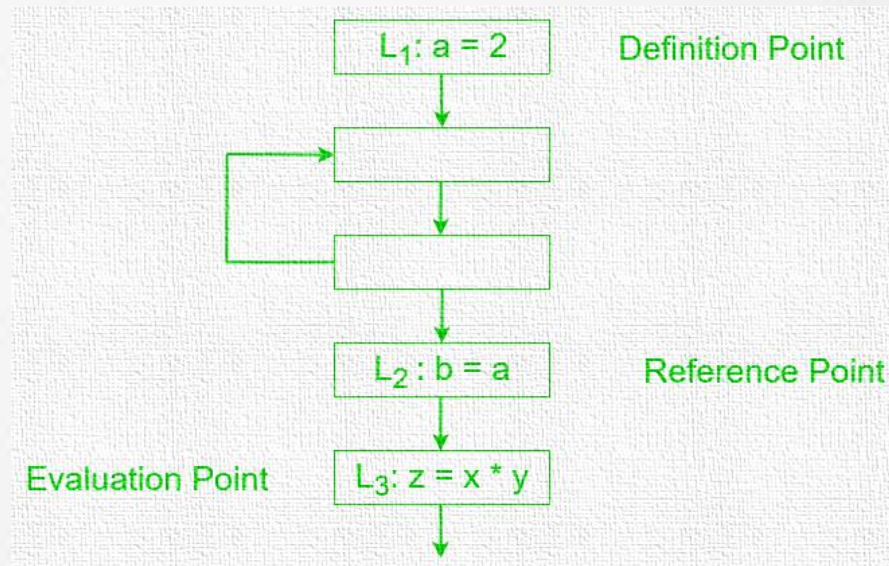 L₁: a = 2
Definition Point
L₂ : b = a
Reference Point
Evaluation Point
L₃: z = x * y